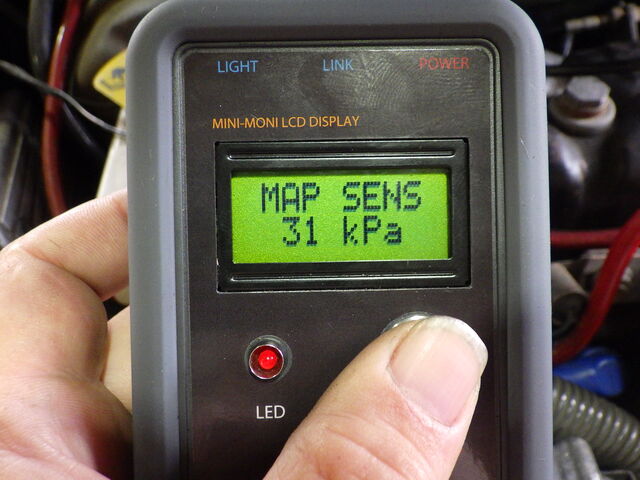 LIGHT LINK POWER
MINI-MONI LCD DISPLAY
MAP SENS
31 kPa
LED